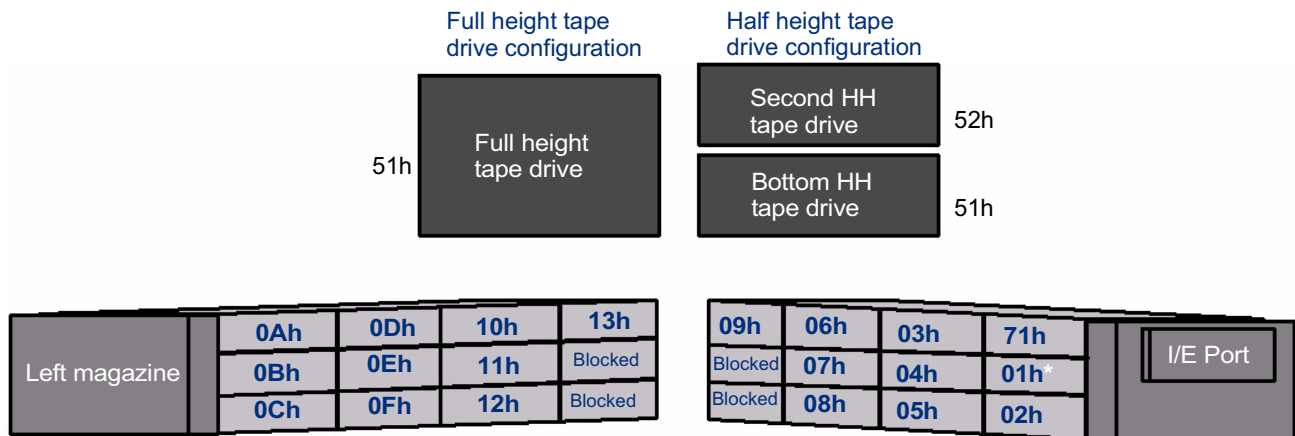 Full height tape
drive configuration
Half height tape
drive configuration
51h
Full height
tape drive
Second HH
tape drive
52h
Bottom HH
tape drive
51h
Left magazine
0Ah 0Dh 10h 13h
0Bh 0Eh 11h Blocked
0Ch 0Fh 12h Blocked
09h 06h 03h 71h
Blocked 07h 04h 01h*
Blocked 08h 05h 02h
I/E Port